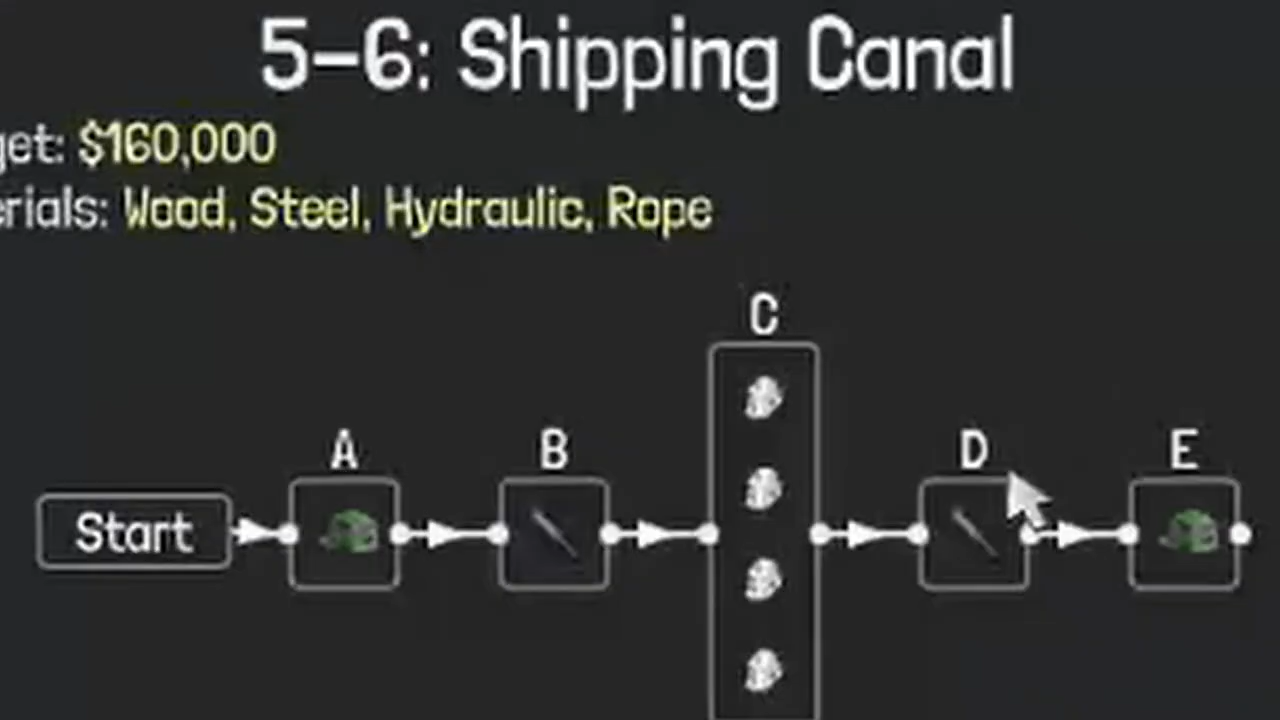 5-6: Shipping Canal
get: $160,000
erials: Wood, Steel, Hydraulic, Rope
C
A B D E
Start